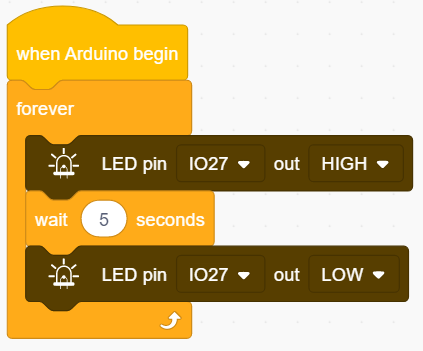 when Arduino begin
forever
LED pin IO27 out HIGH
wait 5 seconds
LED pin IO27 out LOW